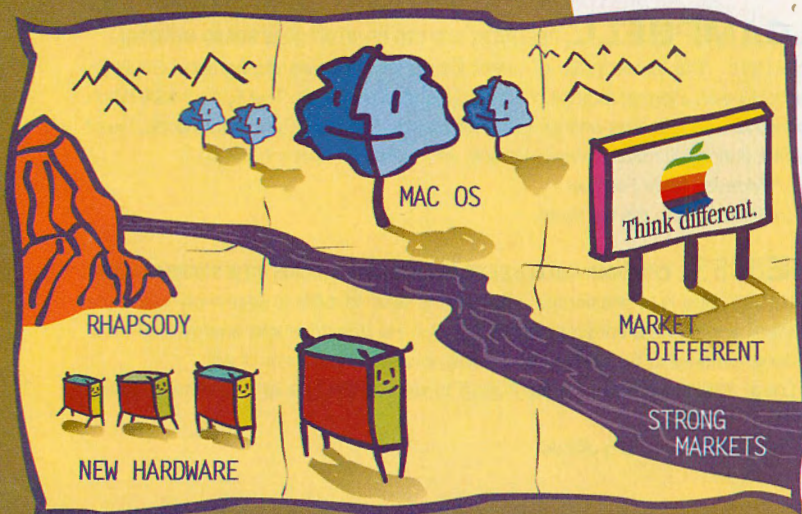 MAC OS
Think different.
RHAPSODY
MARKET
DIFFERENT
NEW HARDWARE
STRONG
MARKETS